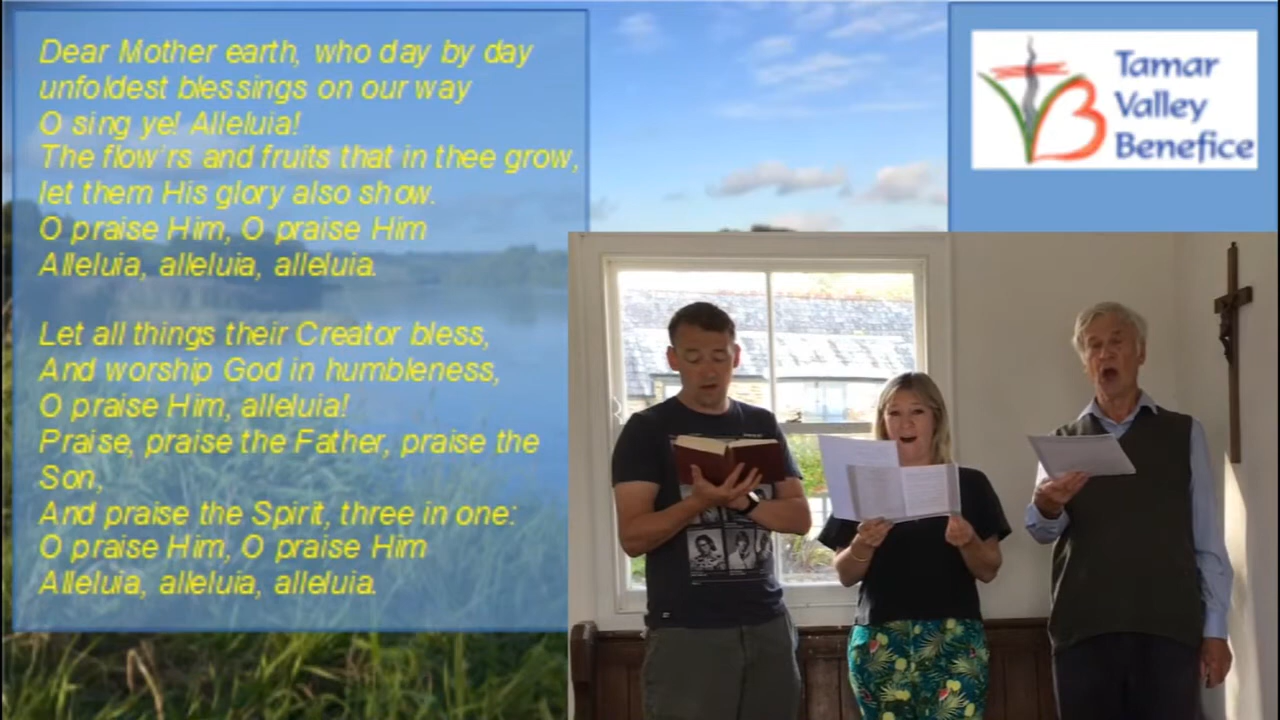 Dear Mother earth, who day by day
unfoldest blessings on our way
O sing ye! Alleluia!
The flow'rs and fruits that in thee grow,
let them His glory also show.
O praise Him, O praise Him
Alleluia, alleluia, alleluia.
Let all things their Creator bless,
And worship God in humbleness,
O praise Him, alleluia!
Praise, praise the Father, praise the
Son,
And praise the Spirit, three in one:
O praise Him, O praise Him
Alleluia, alleluia, alleluia.
Tamar
Valley
Benefice